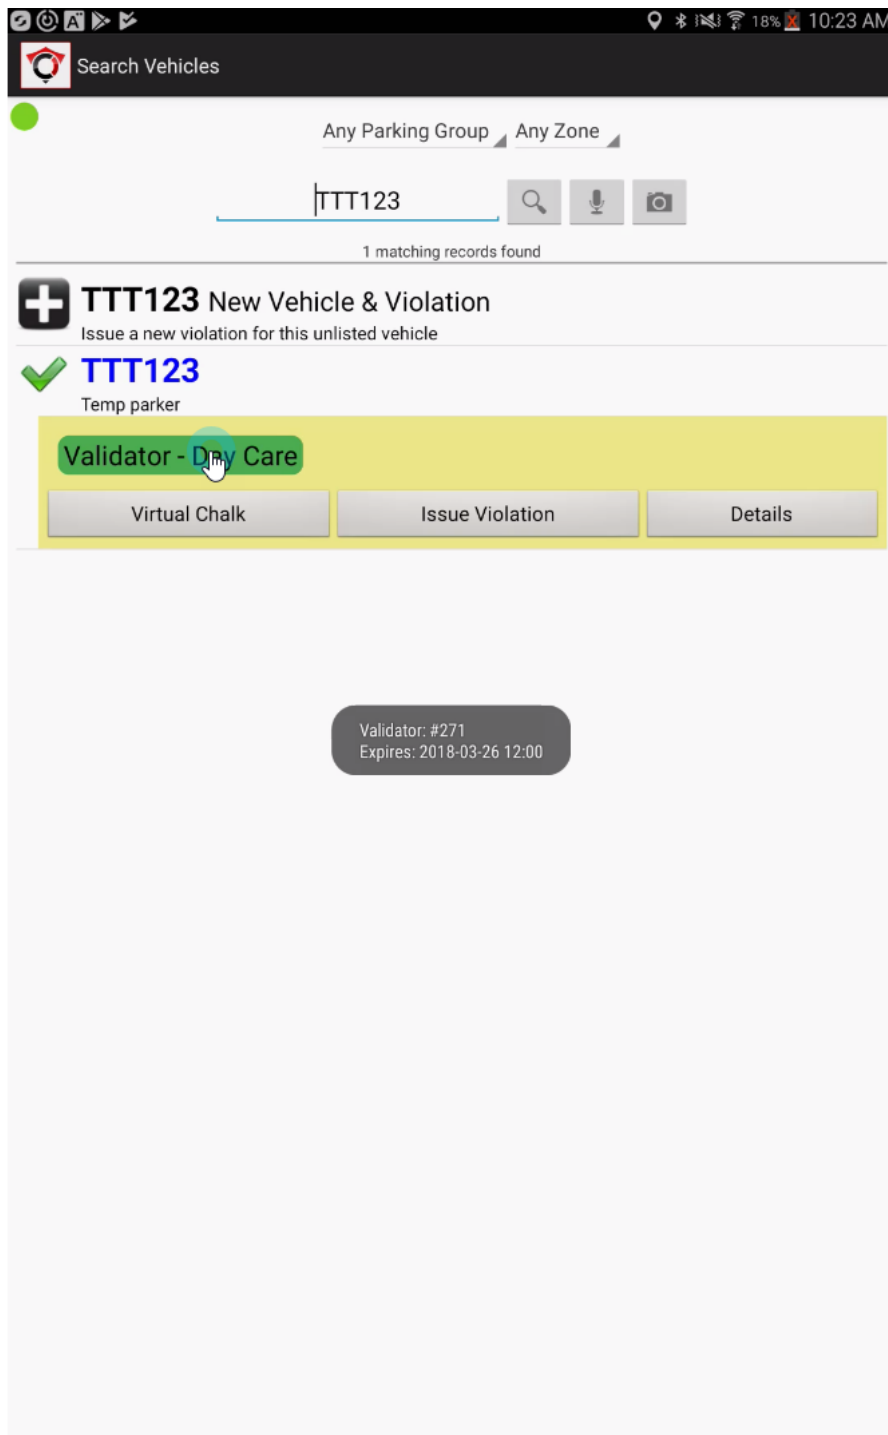 18% 10:23 AM
Search Vehicles
Any Parking Group Any Zone
TTT123
1 matching records found
TTT123 New Vehicle & Violation
Issue a new violation for this unlisted vehicle
TTT123
Temp parker
Validator - Day Care
Virtual Chalk Issue Violation Details
Validator: #271
Expires: 2018-03-26 12:00